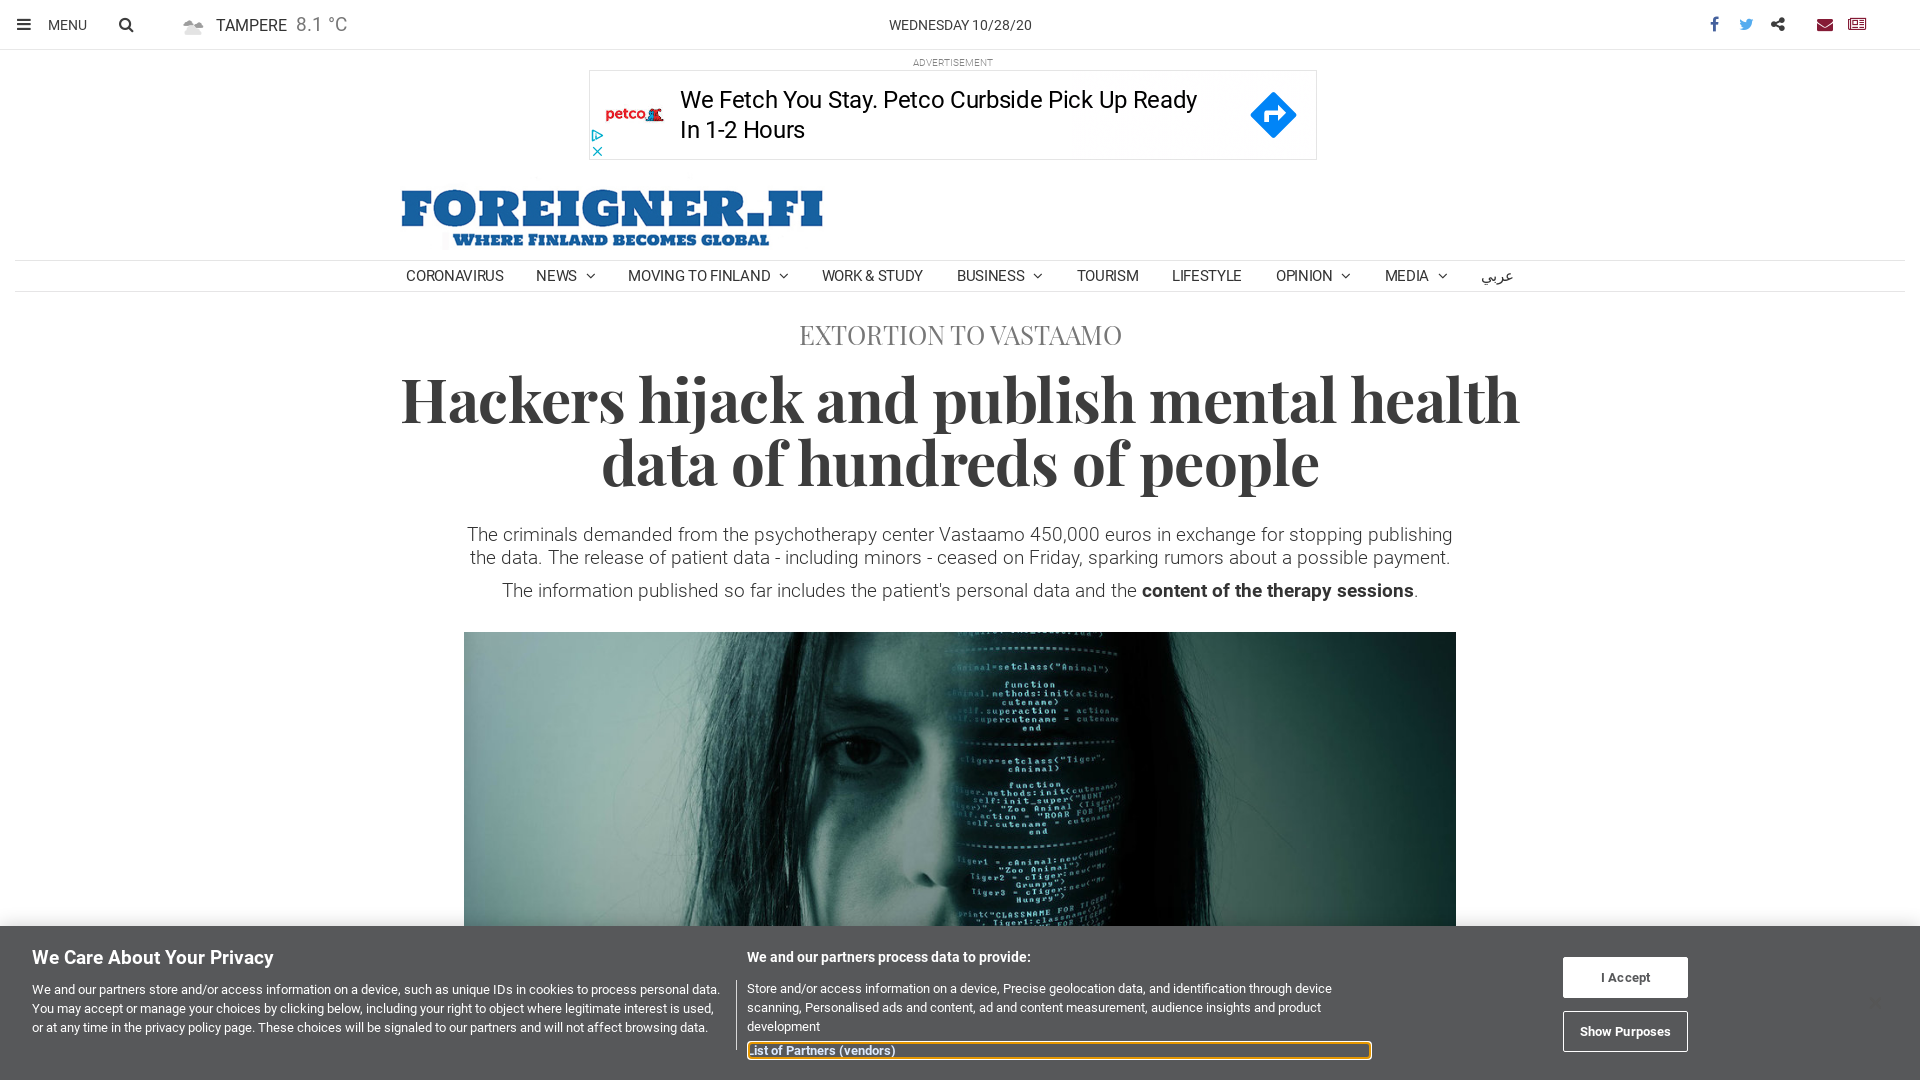 MENU
TAMPERE 8.1 °C
WEDNESDAY 10/28/20
ADVERTISEMENT
petco
We Fetch You Stay. Petco Curbside Pick Up Ready
In 1-2 Hours
FOREIGNER.FI
WHERE FINLAND BECOMES GLOBAL
CORONAVIRUS NEWS MOVING TO FINLAND WORK & STUDY BUSINESS TOURISM LIFESTYLE OPINION MEDIA عربي
EXTORTION TO VASTAAMO
Hackers hijack and publish mental health
data of hundreds of people
The criminals demanded from the psychotherapy center Vastaamo 450,000 euros in exchange for stopping publishing
the data. The release of patient data - including minors - ceased on Friday, sparking rumors about a possible payment.
The information published so far includes the patient's personal data and the content of the therapy sessions.
function
cutename)
end
cAnimal)
function
end
Grumpy")
Hungry")
We Care About Your Privacy
We and our partners store and/or access information on a device, such as unique IDs in cookies to process personal data.
You may accept or manage your choices by clicking below, including your right to object where legitimate interest is used,
or at any time in the privacy policy page. These choices will be signaled to our partners and will not affect browsing data.
We and our partners process data to provide:
Store and/or access information on a device, Precise geolocation data, and identification through device
scanning, Personalised ads and content, ad and content measurement, audience insights and product
development
List of Partners (vendors)
I Accept
Show Purposes